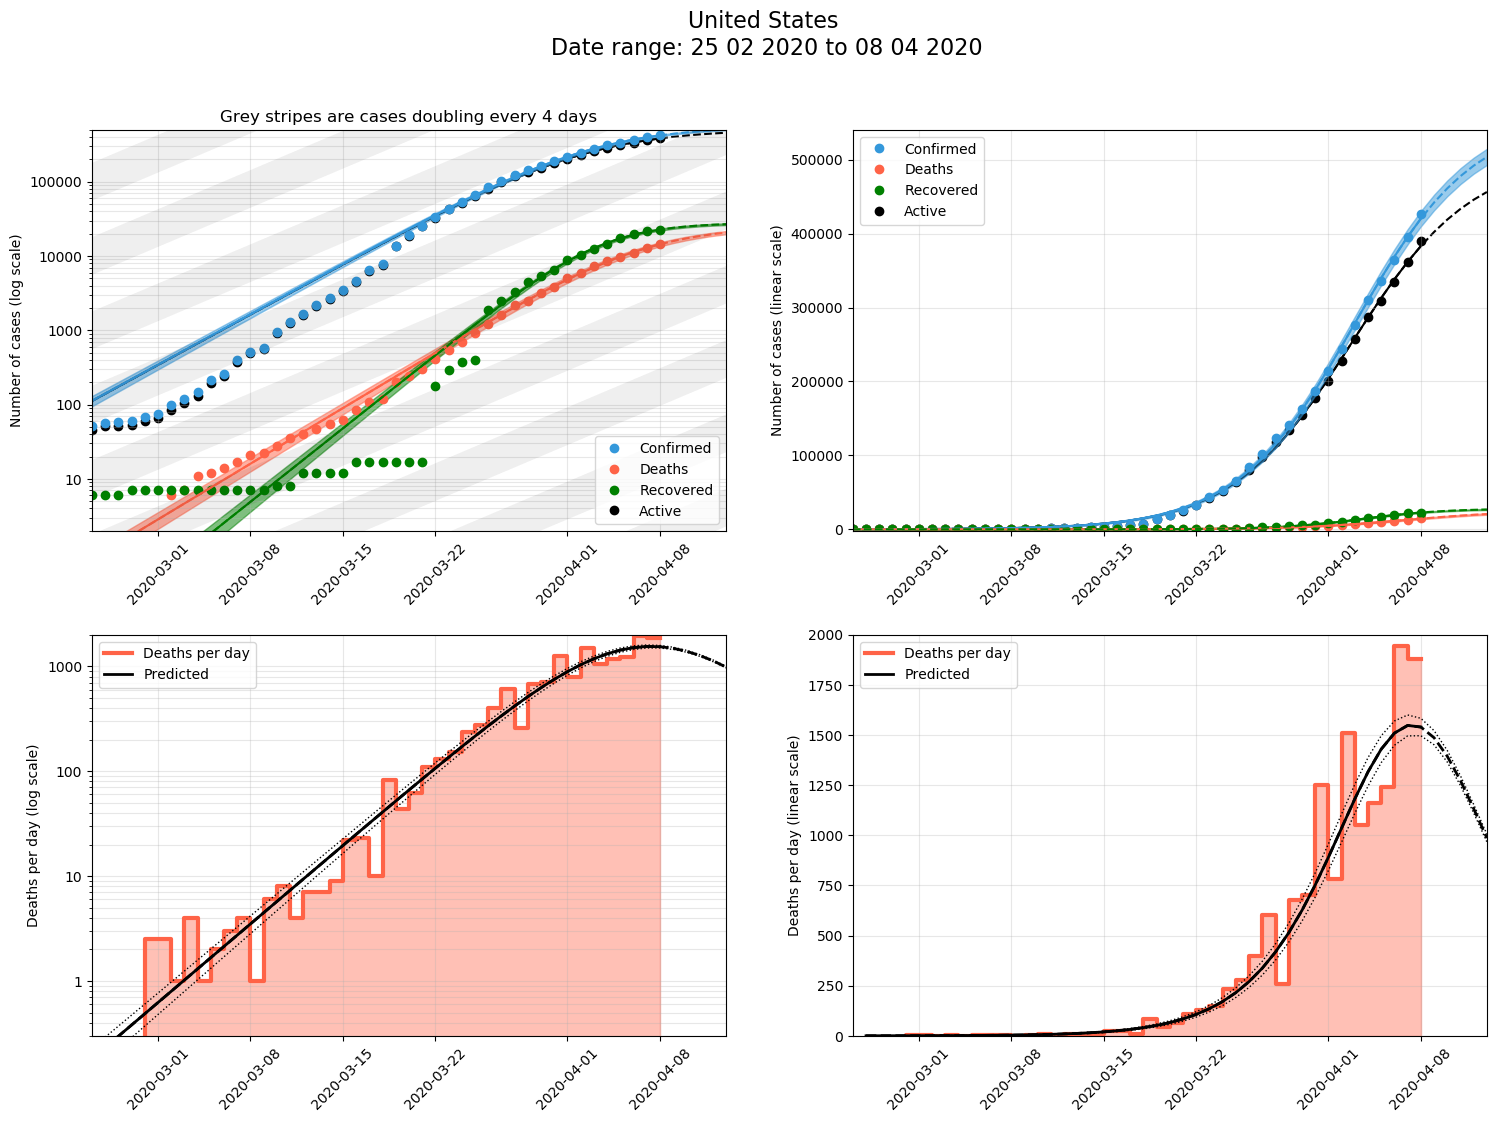 United States
Date range: 25 02 2020 to 08 04 2020
Grey stripes are cases doubling every 4 days
Number of cases (log scale)
100000
10000
1000
100
10
Confirmed
Deaths
Recovered
Active
2020-03-01
2020-03-08
2020-03-15
2020-03-22
2020-04-01
2020-04-08
Number of cases (linear scale)
500000
400000
300000
200000
100000
0
Confirmed
Deaths
Recovered
Active
2020-03-01
2020-03-08
2020-03-15
2020-03-22
2020-04-01
2020-04-08
Deaths per day (log scale)
1000
100
10
1
Deaths per day
Predicted
2020-03-01
2020-03-08
2020-03-15
2020-03-22
2020-04-01
2020-04-08
Deaths per day (linear scale)
2000
1750
1500
1250
1000
750
500
250
0
Deaths per day
Predicted
2020-03-01
2020-03-08
2020-03-15
2020-03-22
2020-04-01
2020-04-08